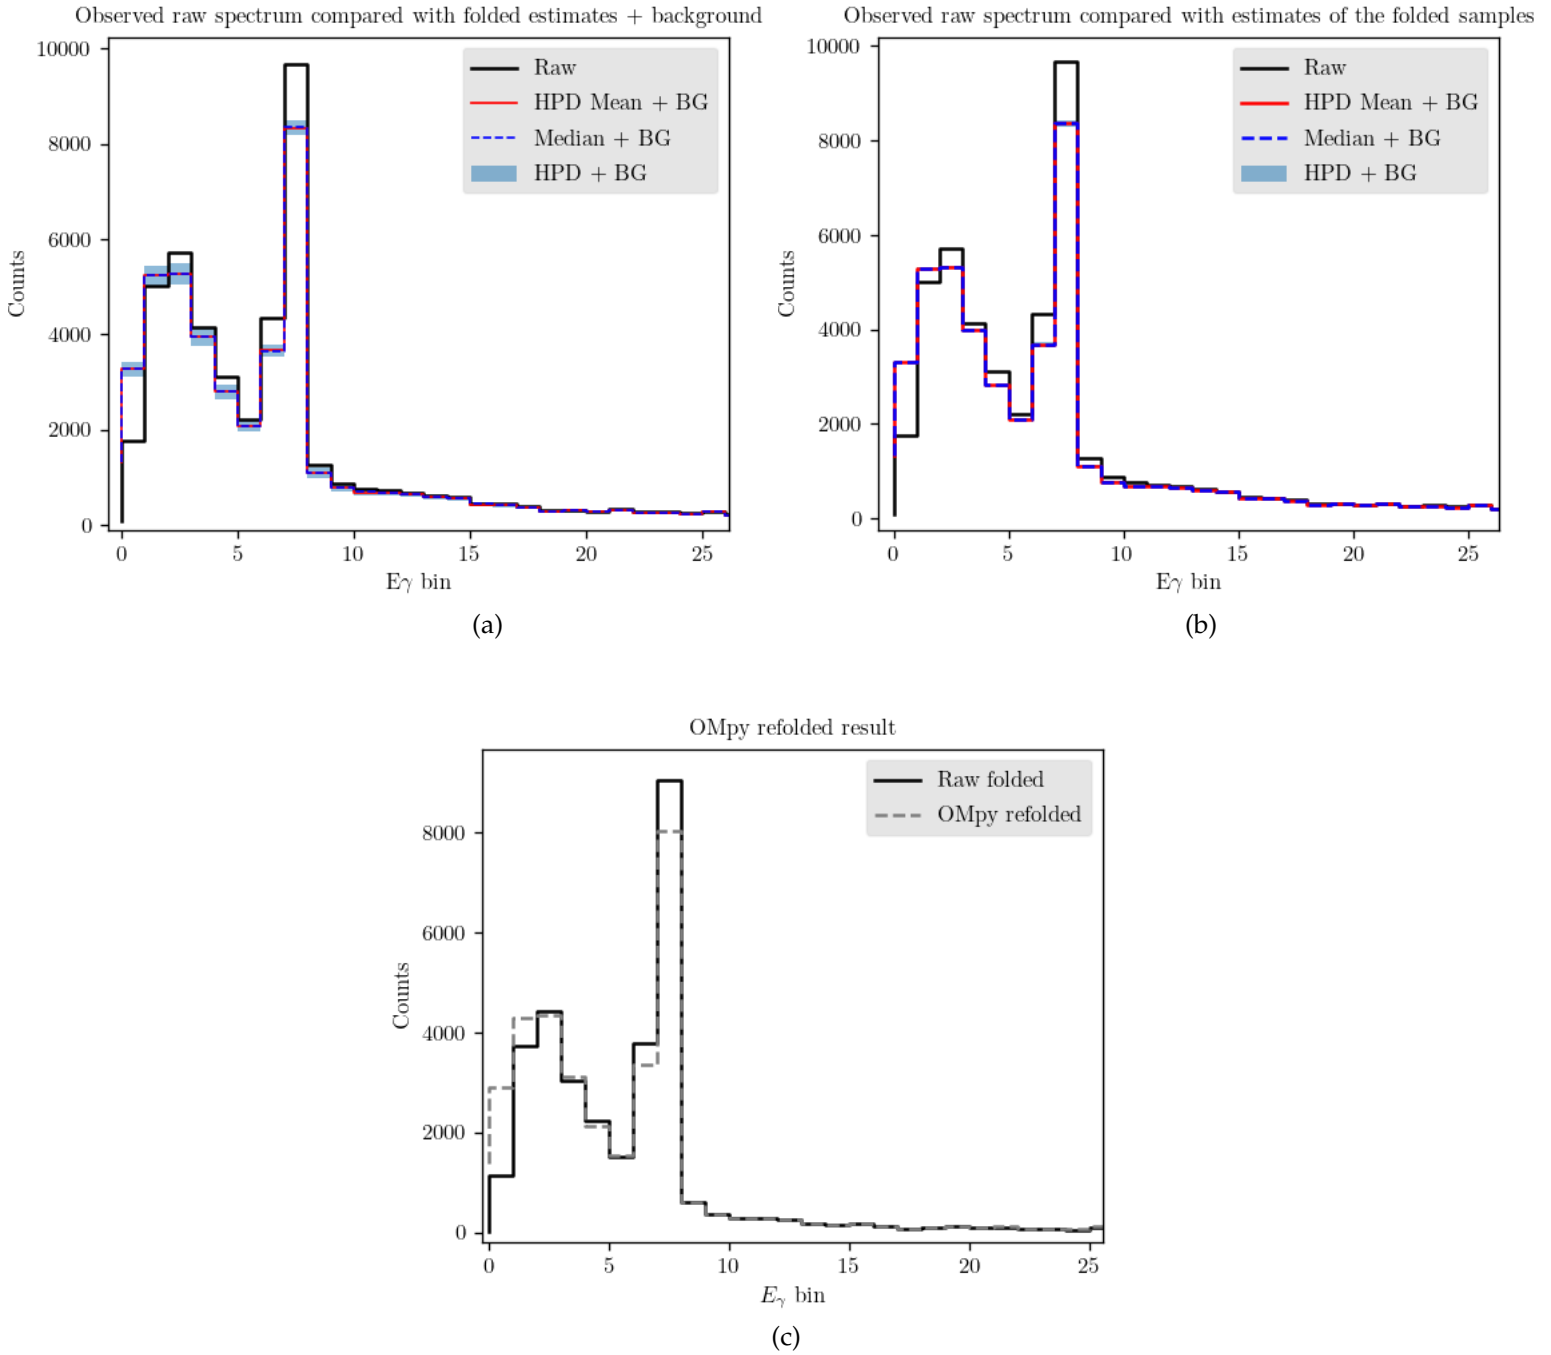 Observed raw spectrum compared with folded estimates + background
10000
8000
6000
4000
2000
0
Counts
Raw
HPD Mean + BG
Median + BG
HPD + BG
0 5 10 15 20 25
Eγ bin
(a)
Observed raw spectrum compared with estimates of the folded samples
10000
8000
6000
4000
2000
0
Counts
Raw
HPD Mean + BG
Median + BG
HPD + BG
0 5 10 15 20 25
Eγ bin
(b)
OMpy refolded result
8000
6000
4000
2000
0
Counts
Raw folded
OMpy refolded
0 5 10 15 20 25
Eγ bin
(c)